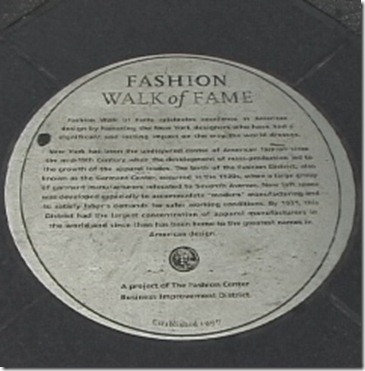 FASHION
WALK of FAME
Fashion Walk of Fame celebrates excellence in American
design by honoring the New York designers who have had a
significant and lasting impact on the way the world dresses.
New York has been the undisputed center of American fashion since
the mid-19th Century when the development of mass-production led to
the growth of the apparel trades. The birth of the Fashion District, also
known as the Garment Center, occurred in the 1920s, when a large group
of garment manufacturers relocated to Seventh Avenue. New loft space
was developed especially to accommodate "modern" manufacturing and
to satisfy labor's demands for safer working conditions. By 1931, this
District had the largest concentration of apparel manufacturers in
the world and since then has been home to the greatest names in
American design.
A project of The Fashion Center
Business Improvement District
Established